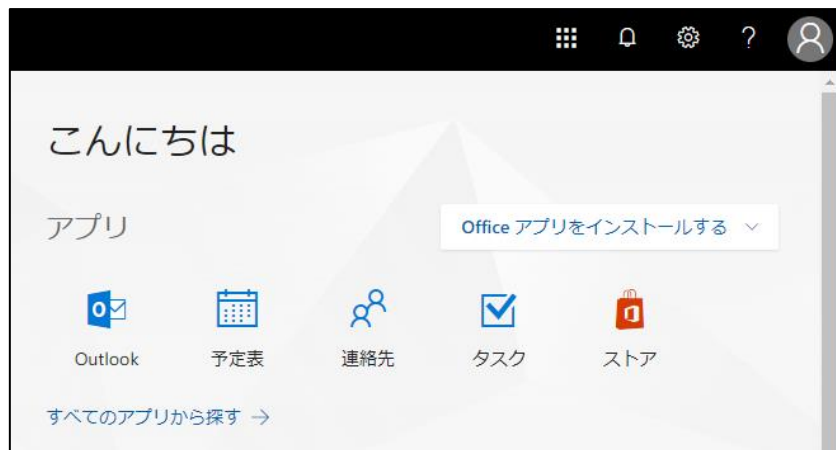 ?
こんにちは
アプリ
Office アプリをインストールする
Outlook 予定表 連絡先 タスク ストア
すべてのアプリから探す →